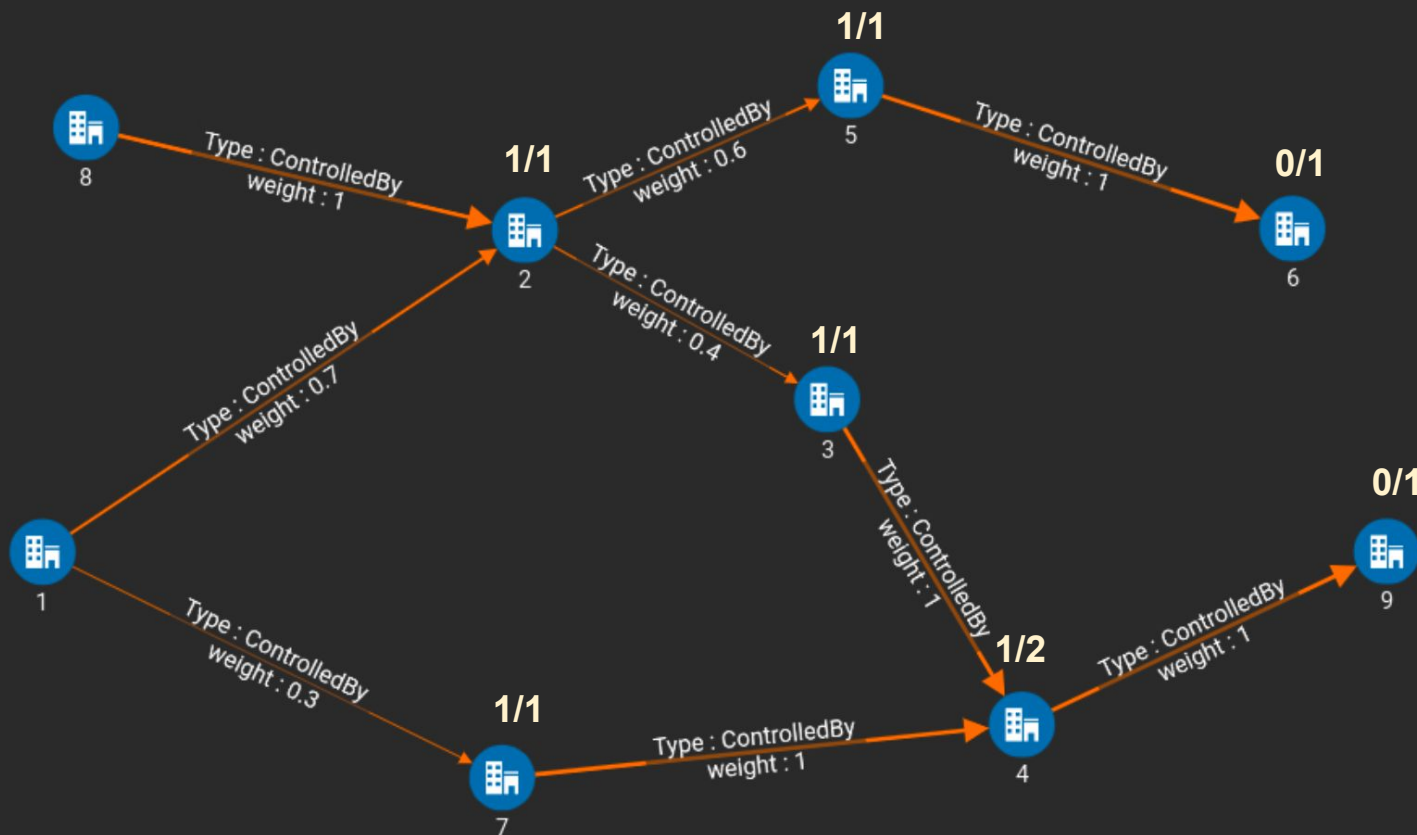 1/1
5
Type : ControlledBy
weight : 1
8
Type : ControlledBy
weight : 0.6
Type : ControlledBy
weight : 1
1/1
2
0/1
6
Type : ControlledBy
weight : 0.4
1/1
3
Type : ControlledBy
weight : 0.7
0/1
9
1
Type : ControlledBy
weight : 1
Type : ControlledBy
weight : 0.3
1/1
7
Type : ControlledBy
weight : 1
1/2
4
Type : ControlledBy
weight : 1